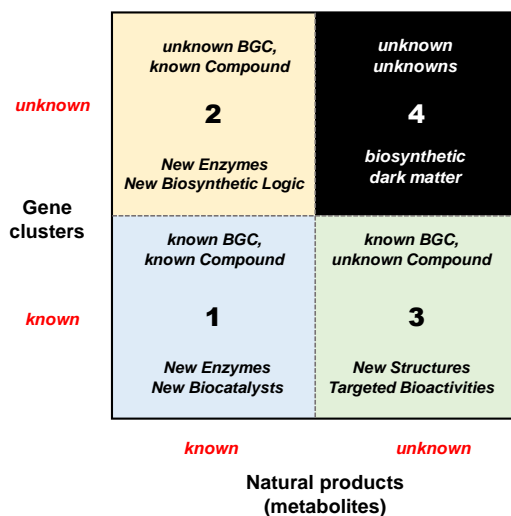 unknown BGC,
known Compound
2
New Enzymes
New Biosynthetic Logic
unknown
unknowns
4
biosynthetic
dark matter
unknown
Gene
clusters
known
known BGC,
known Compound
1
New Enzymes
New Biocatalysts
known BGC,
unknown Compound
3
New Structures
Targeted Bioactivities
known
unknown
Natural products
(metabolites)